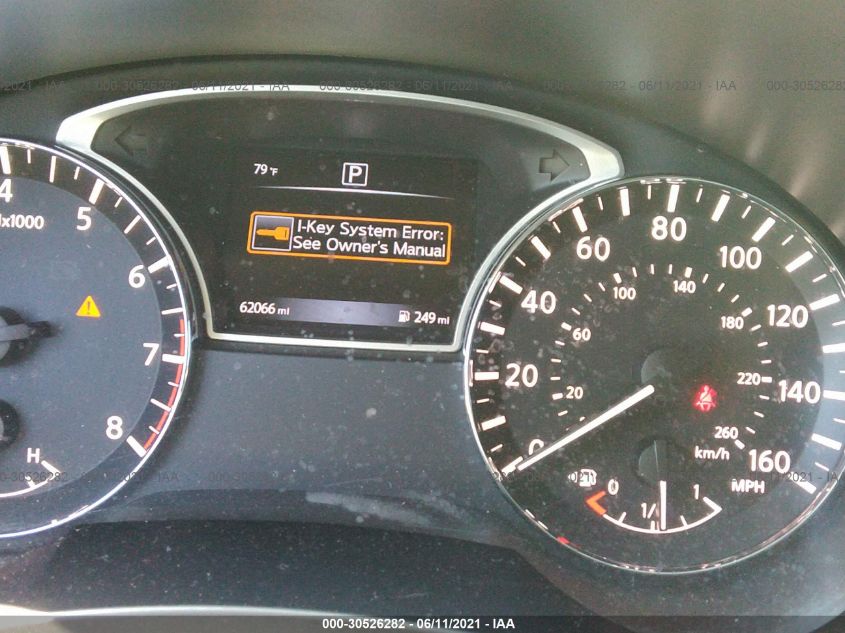 000-30526282 - 06/11/2021 - IAA
79°F
P
I-Key System Error:
See Owner's Manual
62066 mi
249 mi
4
5
6
7
8
x1000
H
0
20
40
60
80
100
120
140
160
MPH
20
60
100
140
180
220
260
km/h
0
1/
1
000-30526282 - 06/11/2021 - IAA